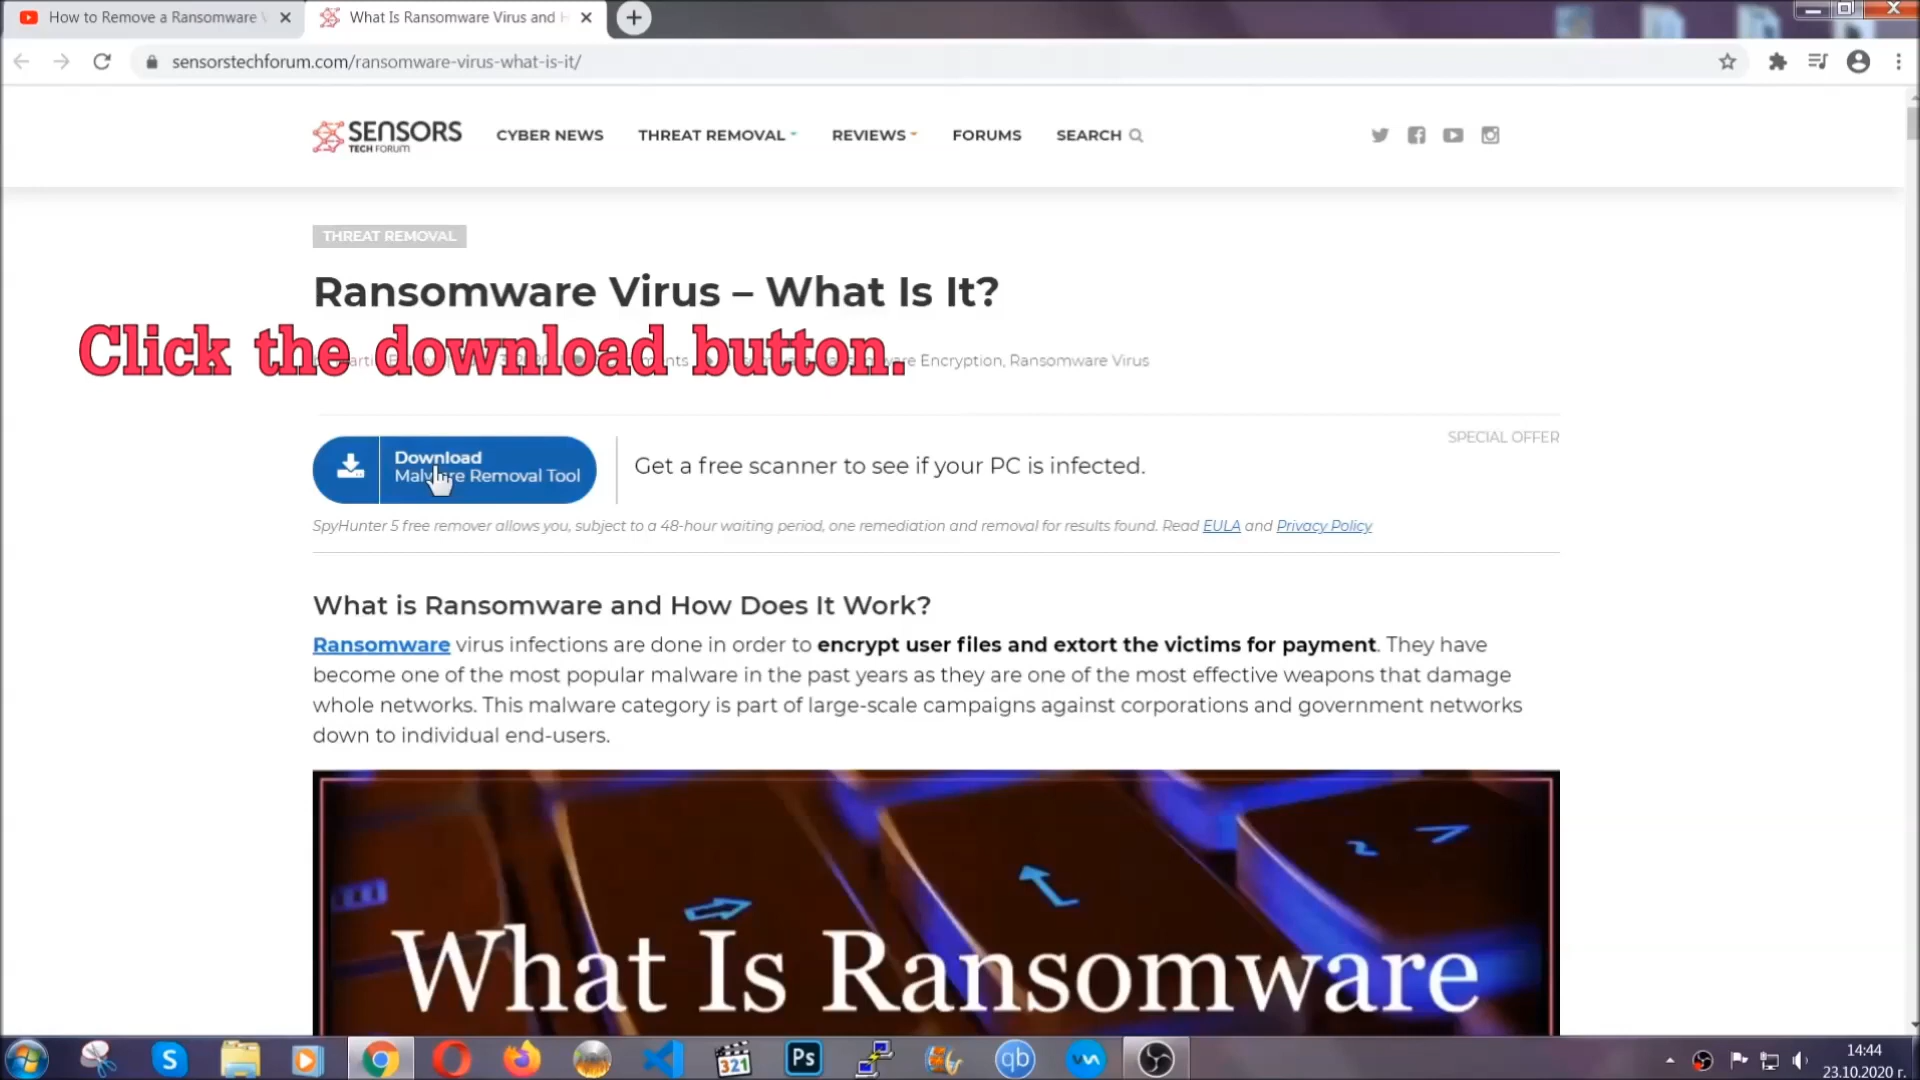 How to Remove a Ransomware V
What Is Ransomware Virus and H
sensorstechforum.com/ransomware-virus-what-is-it/
SENSORS
TECH FORUM
CYBER NEWS
THREAT REMOVAL
REVIEWS
FORUMS
SEARCH
THREAT REMOVAL
Ransomware Virus – What Is It?
Click the download button.
Encryption, Ransomware Virus
SPECIAL OFFER
Download
Malware Removal Tool
Get a free scanner to see if your PC is infected.
SpyHunter 5 free remover allows you, subject to a 48-hour waiting period, one remediation and removal for results found. Read EULA and Privacy Policy
What is Ransomware and How Does It Work?
Ransomware virus infections are done in order to encrypt user files and extort the victims for payment. They have
become one of the most popular malware in the past years as they are one of the most effective weapons that damage
whole networks. This malware category is part of large-scale campaigns against corporations and government networks
down to individual end-users.
What Is Ransomware
S
321
Ps
qb
14:44
23.10.2020 г.